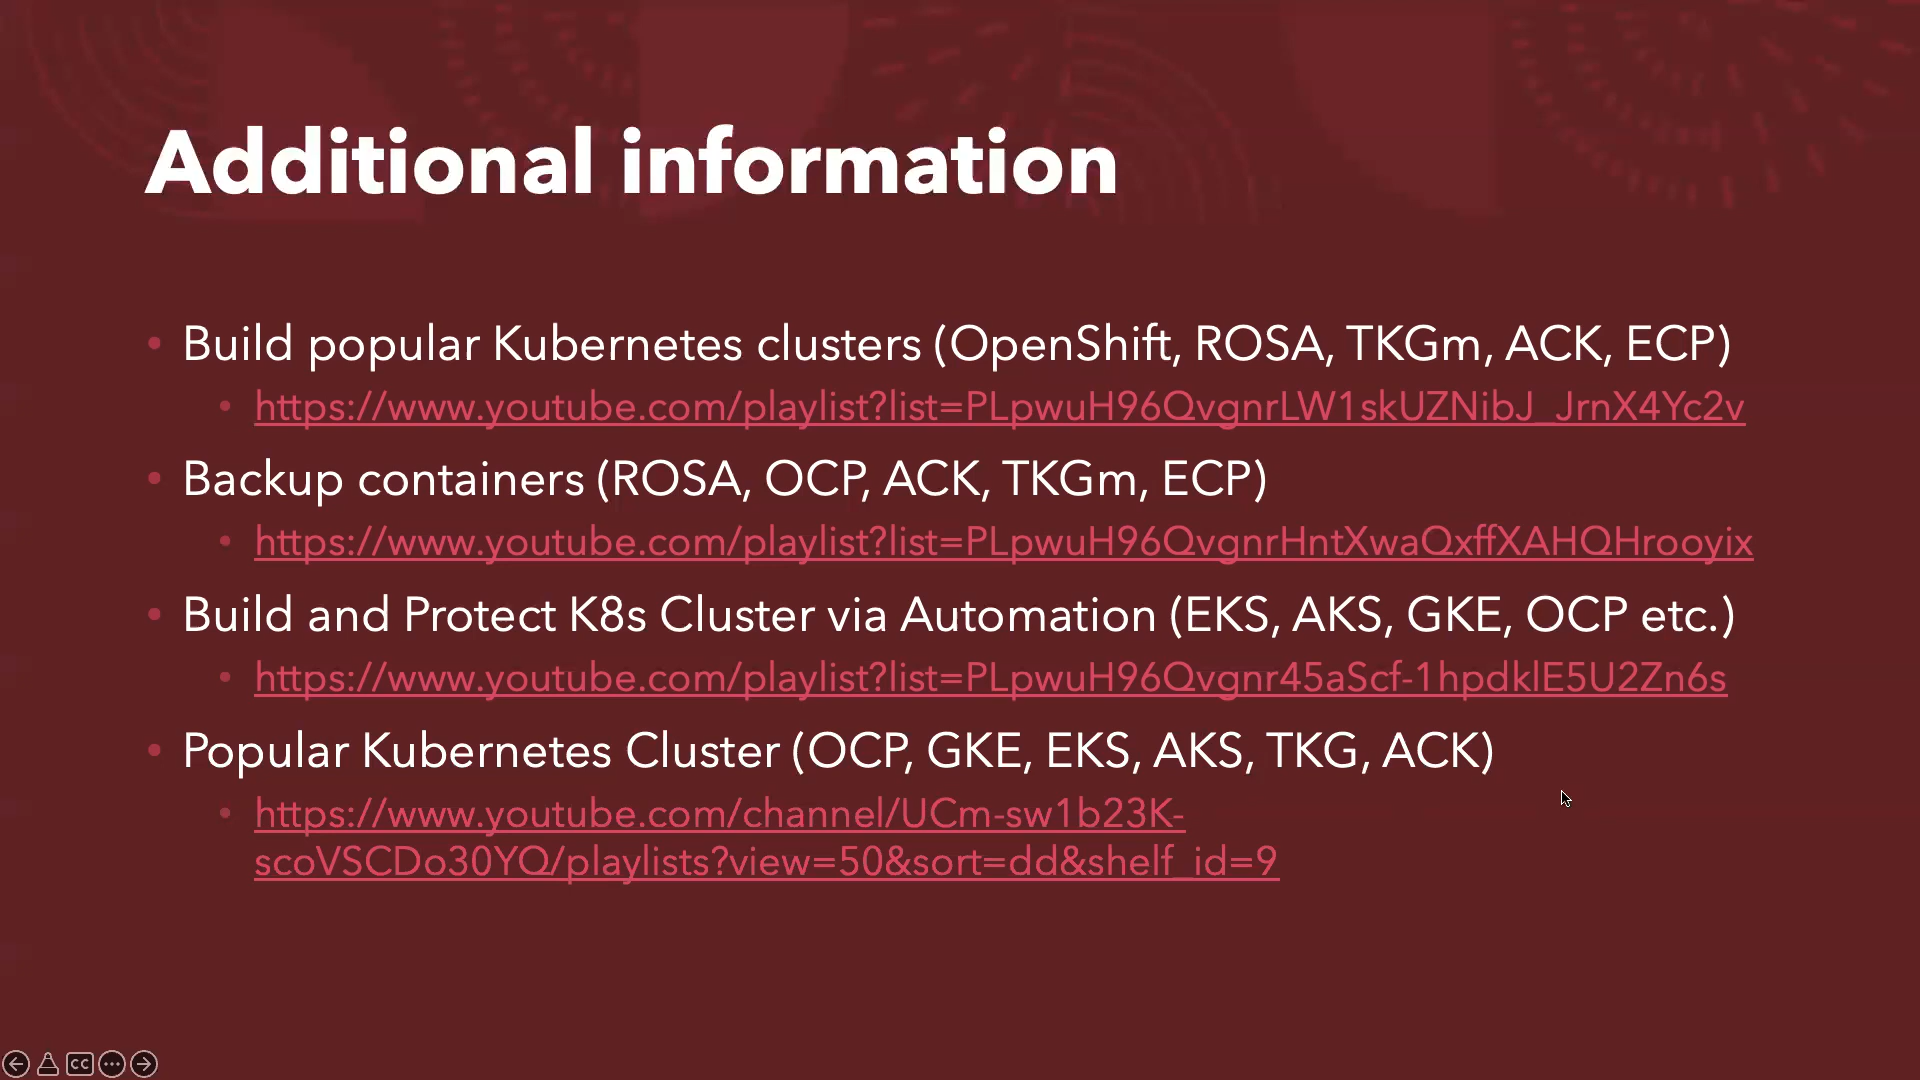 Additional information
• Build popular Kubernetes clusters (OpenShift, ROSA, TKGm, ACK, ECP)
• https://www.youtube.com/playlist?list=PLpwuH96QvgnrLW1skUZNibJ_JrnX4Yc2v
• Backup containers (ROSA, OCP, ACK, TKGm, ECP)
• https://www.youtube.com/playlist?list=PLpwuH96QvgnrHntXwaQxffXAHQHrooyix
• Build and Protect K8s Cluster via Automation (EKS, AKS, GKE, OCP etc.)
• https://www.youtube.com/playlist?list=PLpwuH96Qvgnr45aScf-1hpdklE5U2Zn6s
• Popular Kubernetes Cluster (OCP, GKE, EKS, AKS, TKG, ACK)
• https://www.youtube.com/channel/UCm-sw1b23K-
scoVSCDo30YQ/playlists?view=50&sort=dd&shelf_id=9
CC